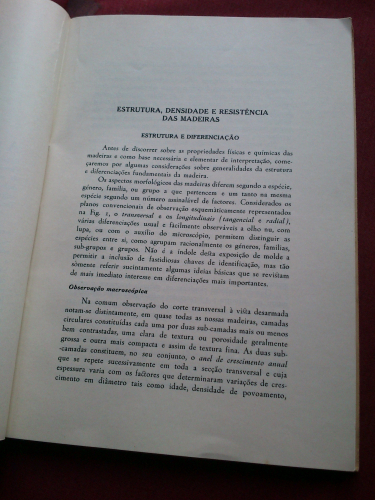 ESTRUTURA, DENSIDADE E RESISTÊNCIA
DAS MADEIRAS
ESTRUTURA E DIFERENCIAÇÃO
Antes de discorrer sobre as propriedades físicas e químicas das
madeiras e como base necessária e elementar de interpretação, come-
çaremos por algumas considerações sobre generalidades da estrutura
e diferenciações fundamentais da madeira.
Os aspectos morfológicos das madeiras diferem segundo a espécie,
género, família, ou grupo a que pertencem e um tanto na mesma
espécie segundo um número assinalável de factores. Considerados os
planos convencionais de observação esquemàticamente representados
na Fig. 1, o transversal e os longitudinais (tangencial e radial),
várias diferenciações usual e fàcilmente observáveis a olho nu, com
lupa, ou com o auxílio do microscópio, permitem distinguir as
espécies entre si, como agrupam racionalmente os géneros, famílias,
sub-grupos e grupos. Não é a índole desta exposição de molde a
permitir a inclusão de fastidiosas chaves de identificação, mas tão
sòmente referir sucintamente algumas ideias básicas que se revistam
de mais imediato interesse em diferenciações mais importantes.
Observação macroscópica
Na comum observação do corte transversal à vista desarmada
notam-se distintamente, em quase todas as nossas madeiras, camadas
circulares constituídas cada uma por duas sub-camadas mais ou menos
bem contrastadas, uma clara de textura ou porosidade geralmente
grossa e outra mais compacta e assim de textura fina. As duas sub-
-camadas constituem, no seu conjunto, o anel de crescimento anual
que se repete sucessivamente em toda a secção transversal e cuja
espessura varia com os factores que determinaram variações de cres-
cimento em diâmetro tais como idade, densidade de povoamento,